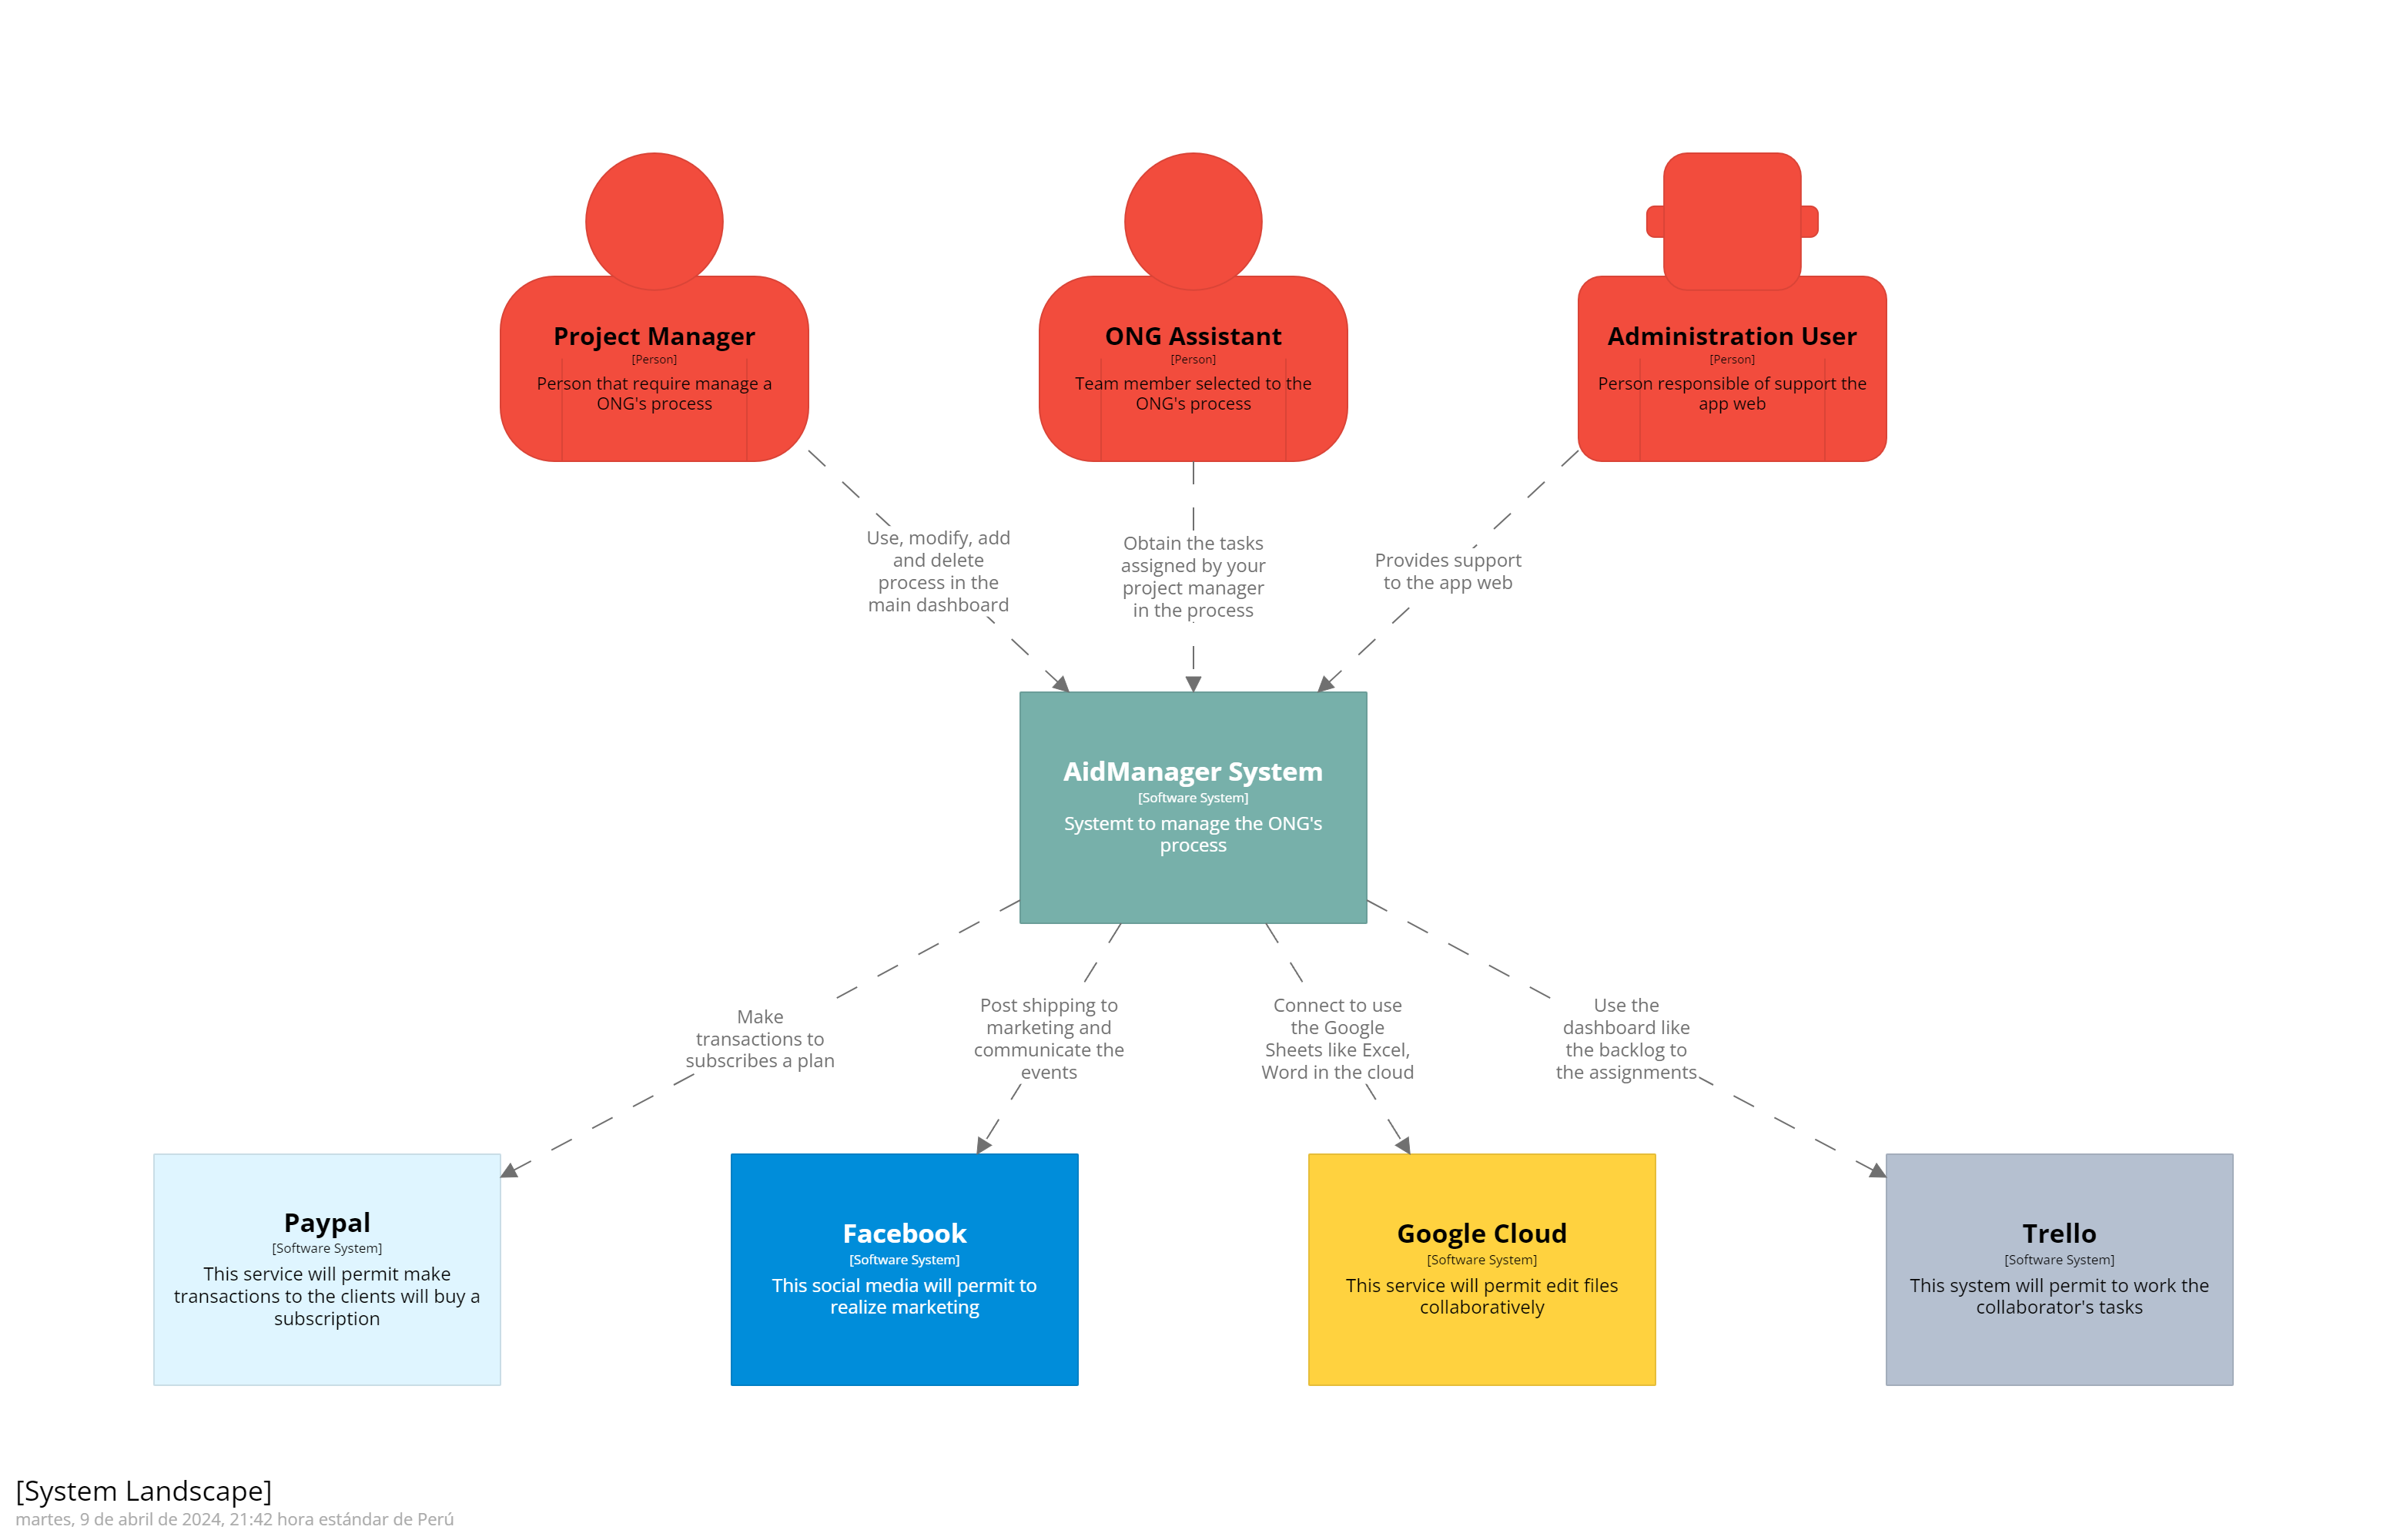 Project Manager
[Person]
Person that require manage a
ONG's process
ONG Assistant
[Person]
Team member selected to the
ONG's process
Administration User
[Person]
Person responsible of support the
app web
Use, modify, add
and delete
process in the
main dashboard
Obtain the tasks
assigned by your
project manager
in the process
Provides support
to the app web
AidManager System
[Software System]
Systemt to manage the ONG's
process
Make
transactions to
subscribes a plan
Post shipping to
marketing and
communicate the
events
Connect to use
the Google
Sheets like Excel,
Word in the cloud
Use the
dashboard like
the backlog to
the assignments
Paypal
[Software System]
This service will permit make
transactions to the clients will buy a
subscription
Facebook
[Software System]
This social media will permit to
realize marketing
Google Cloud
[Software System]
This service will permit edit files
collaboratively
Trello
[Software System]
This system will permit to work the
collaborator's tasks
[System Landscape]
martes, 9 de abril de 2024, 21:42 hora estándar de Perú